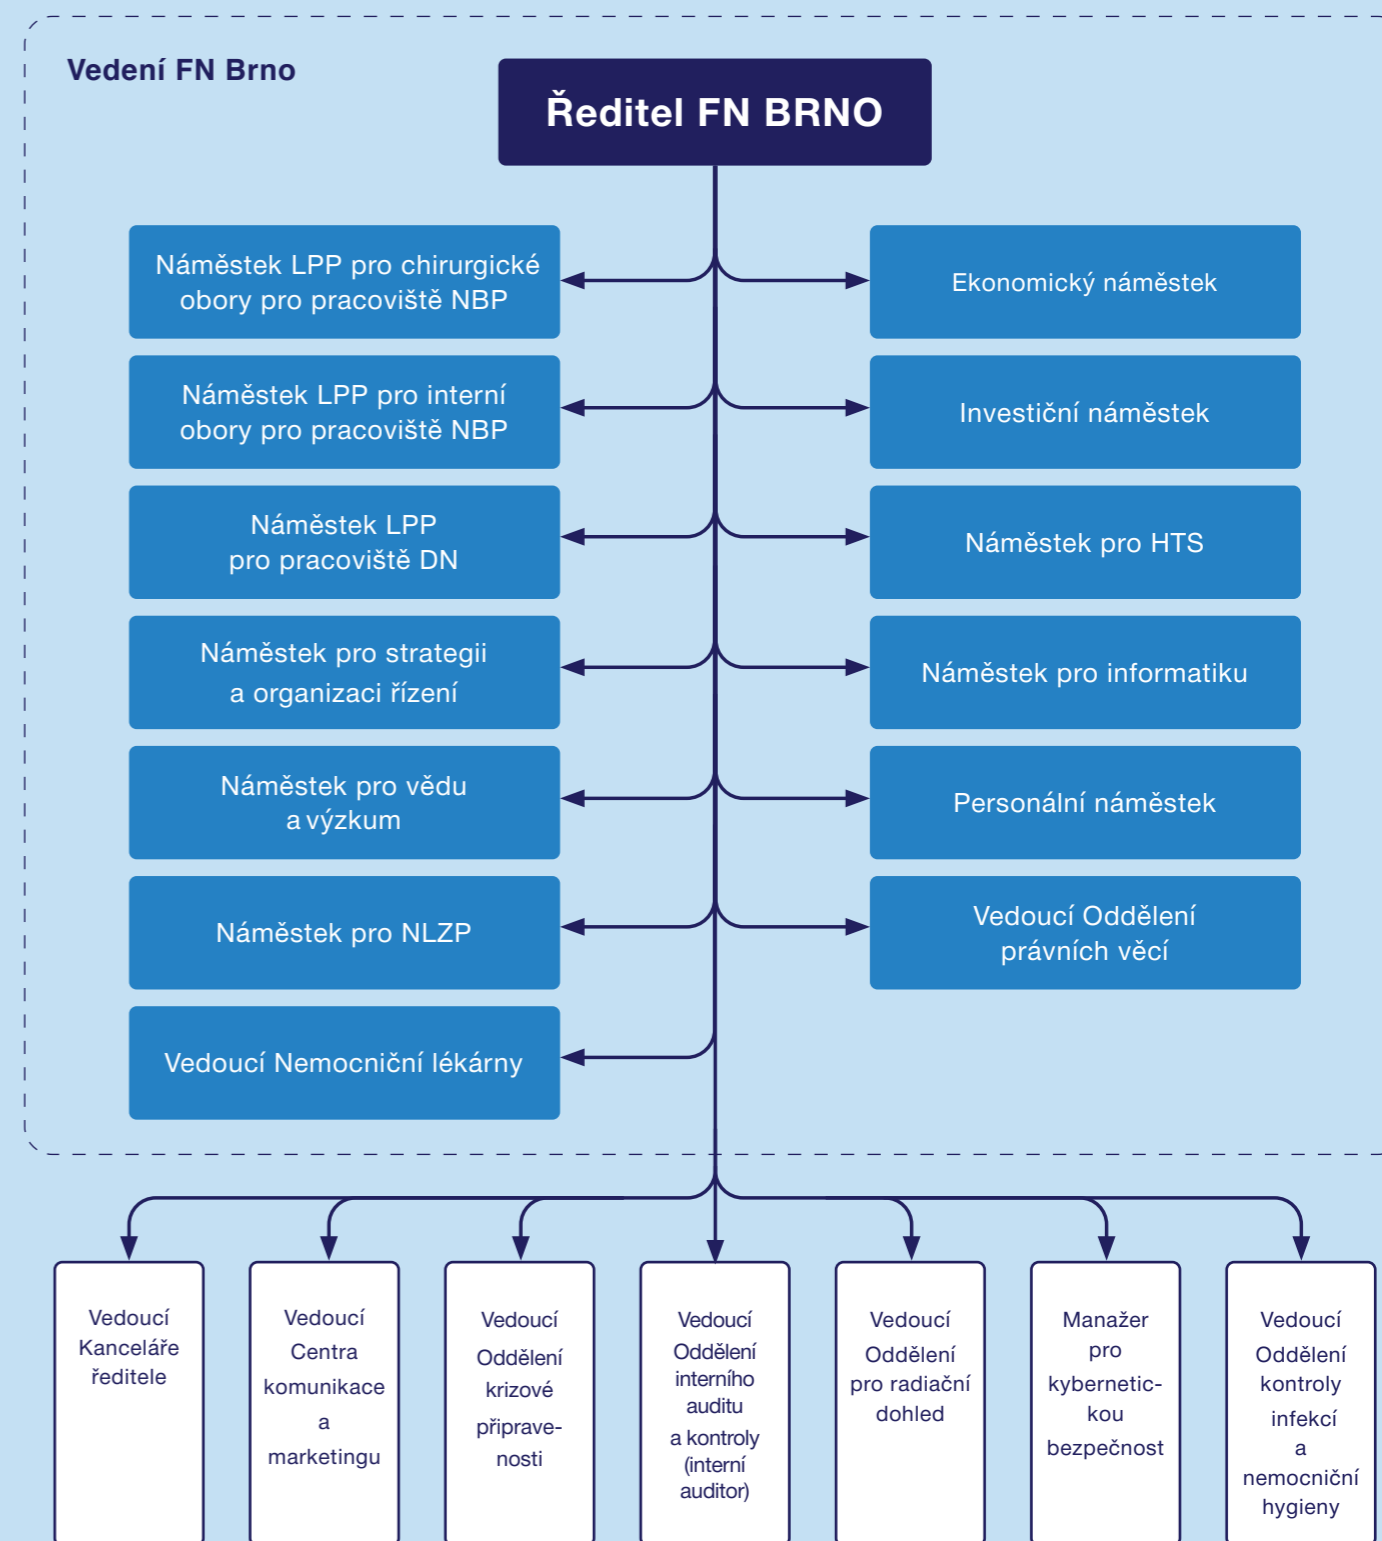 Vedení FN Brno
Ředitel FN BRNO
Náměstek LPP pro chirurgické
obory pro pracoviště NBP
Ekonomický náměstek
Náměstek LPP pro interní
obory pro pracoviště NBP
Investiční náměstek
Náměstek LPP
pro pracoviště DN
Náměstek pro HTS
Náměstek pro strategii
a organizaci řízení
Náměstek pro informatiku
Náměstek pro vědu
a výzkum
Personální náměstek
Náměstek pro NLZP
Vedoucí Oddělení
právních věcí
Vedoucí Nemocniční lékárny
Vedoucí
Kanceláře
ředitele
Vedoucí
Centra
komunikace
a
marketingu
Vedoucí
Oddělení
krizové
připrave-
nosti
Vedoucí
Oddělení
interního
auditu
a kontroly
(interní
auditor)
Vedoucí
Oddělení
pro radiační
dohled
Manažer
pro
kybernetic-
kou
bezpečnost
Vedoucí
Oddělení
kontroly
infekcí
a
nemocniční
hygieny